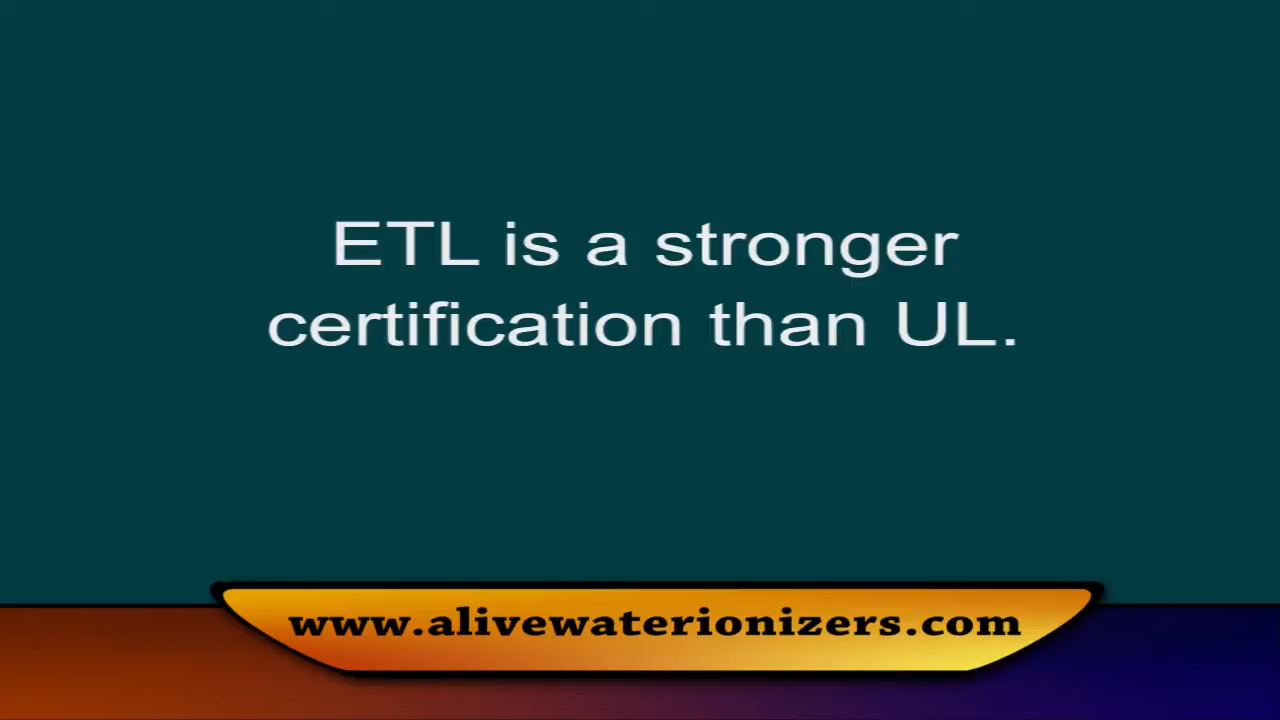 ETL is a stronger
certification than UL.
www.alivewaterionizers.com